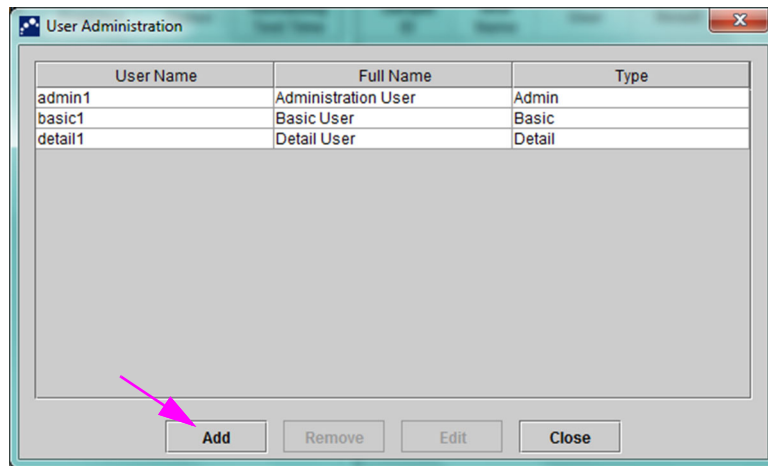 User Administration
User Name Full Name Type
admin1 Administration User Admin
basic1 Basic User Basic
detail1 Detail User Detail
Add Remove Edit Close